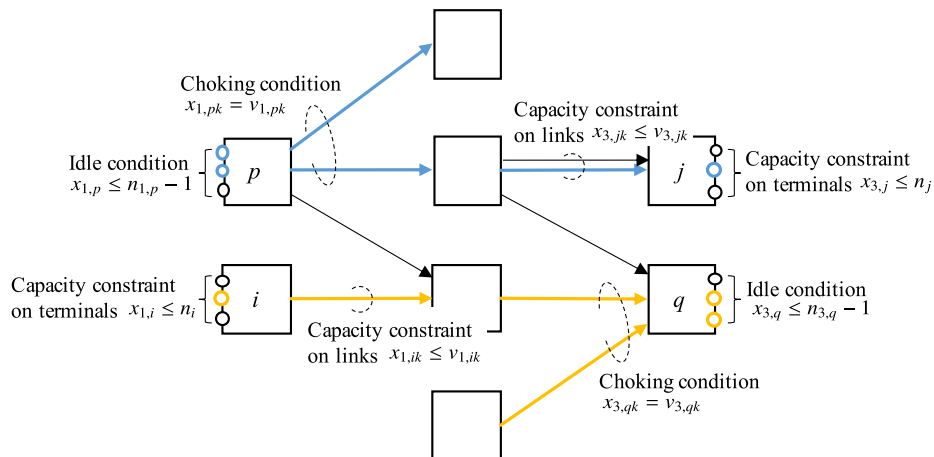 Choking condition
x₁,ₚₖ = v₁,ₚₖ
Capacity constraint
on links x₃,ⱼₖ ≤ v₃,ⱼₖ
Idle condition
x₁,ₚ ≤ n₁,ₚ − 1
p
j
Capacity constraint
on terminals x₃,ⱼ ≤ nⱼ
Capacity constraint
on terminals x₁,ᵢ ≤ nᵢ
i
q
Idle condition
x₃,q ≤ n₃,q − 1
Capacity constraint
on links x₁,ᵢₖ ≤ v₁,ᵢₖ
Choking condition
x₃,qₖ = v₃,qₖ